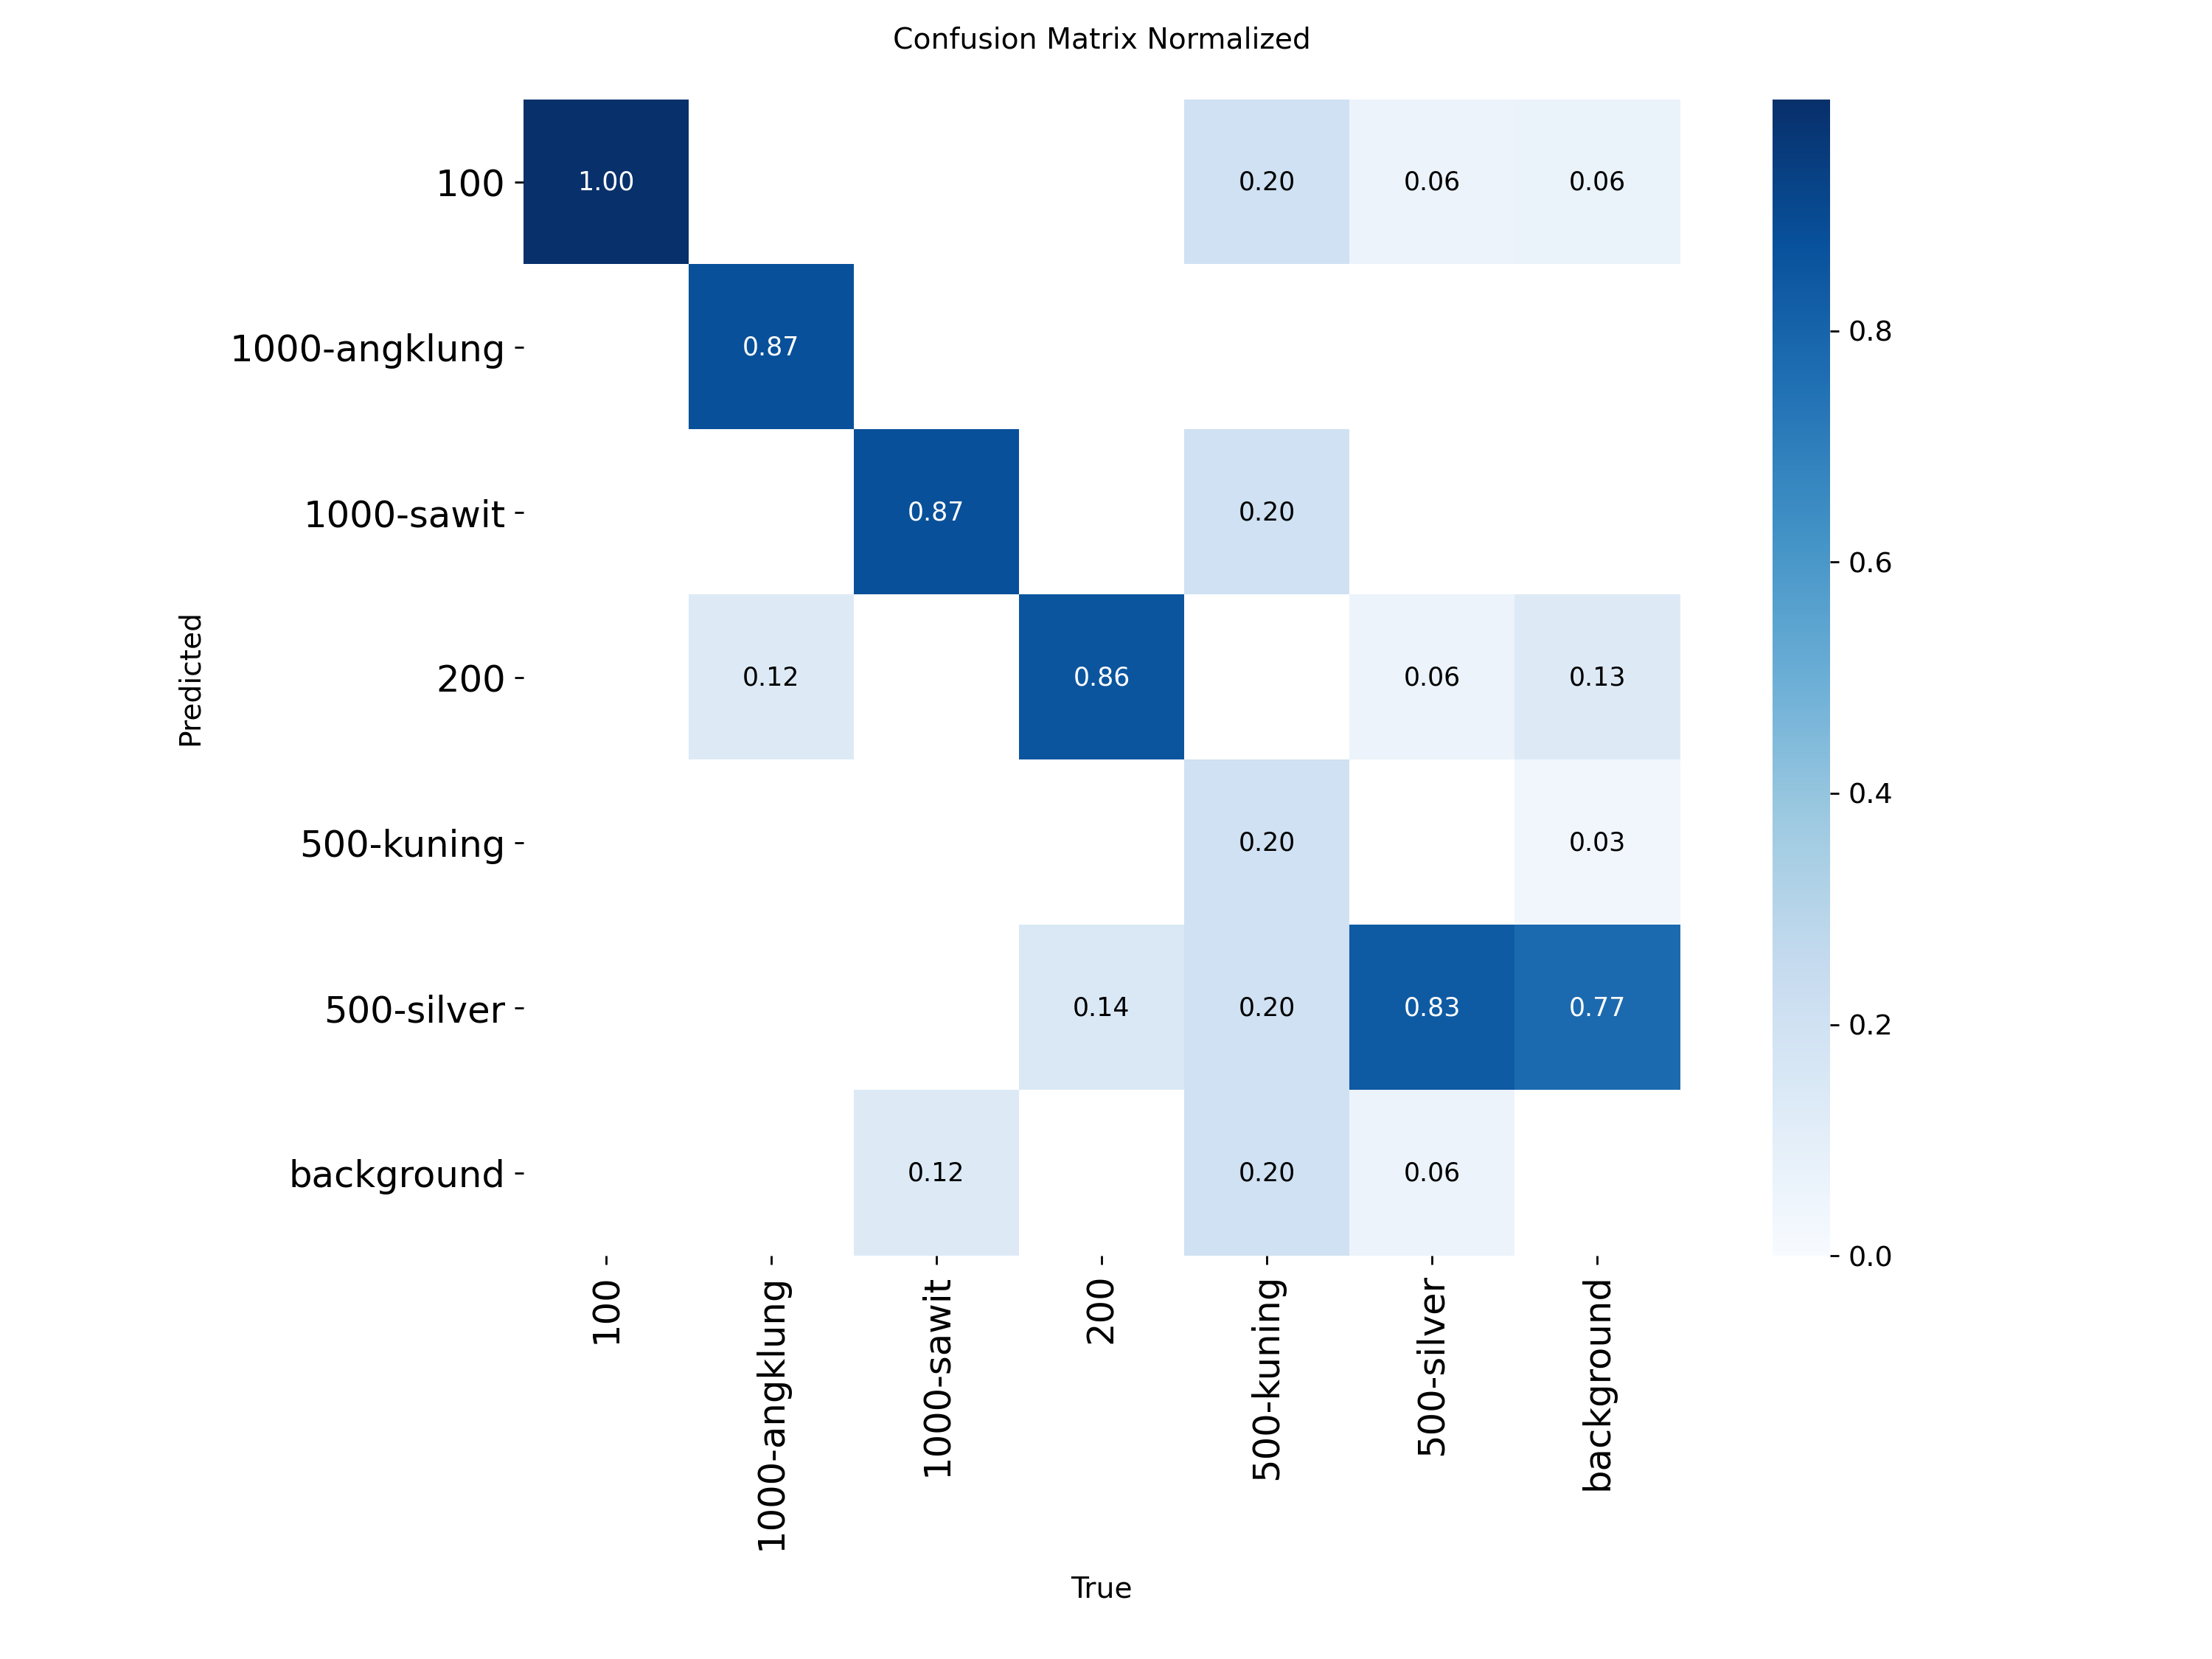 Confusion Matrix Normalized
100
1.00
0.20
0.06
0.06
1000-angklung
0.87
1000-sawit
0.87
0.20
200
0.12
0.86
0.06
0.13
500-kuning
0.20
0.03
500-silver
0.14
0.20
0.83
0.77
background
0.12
0.20
0.06
Predicted
100
1000-angklung
1000-sawit
200
500-kuning
500-silver
background
True
0.8
0.6
0.4
0.2
0.0